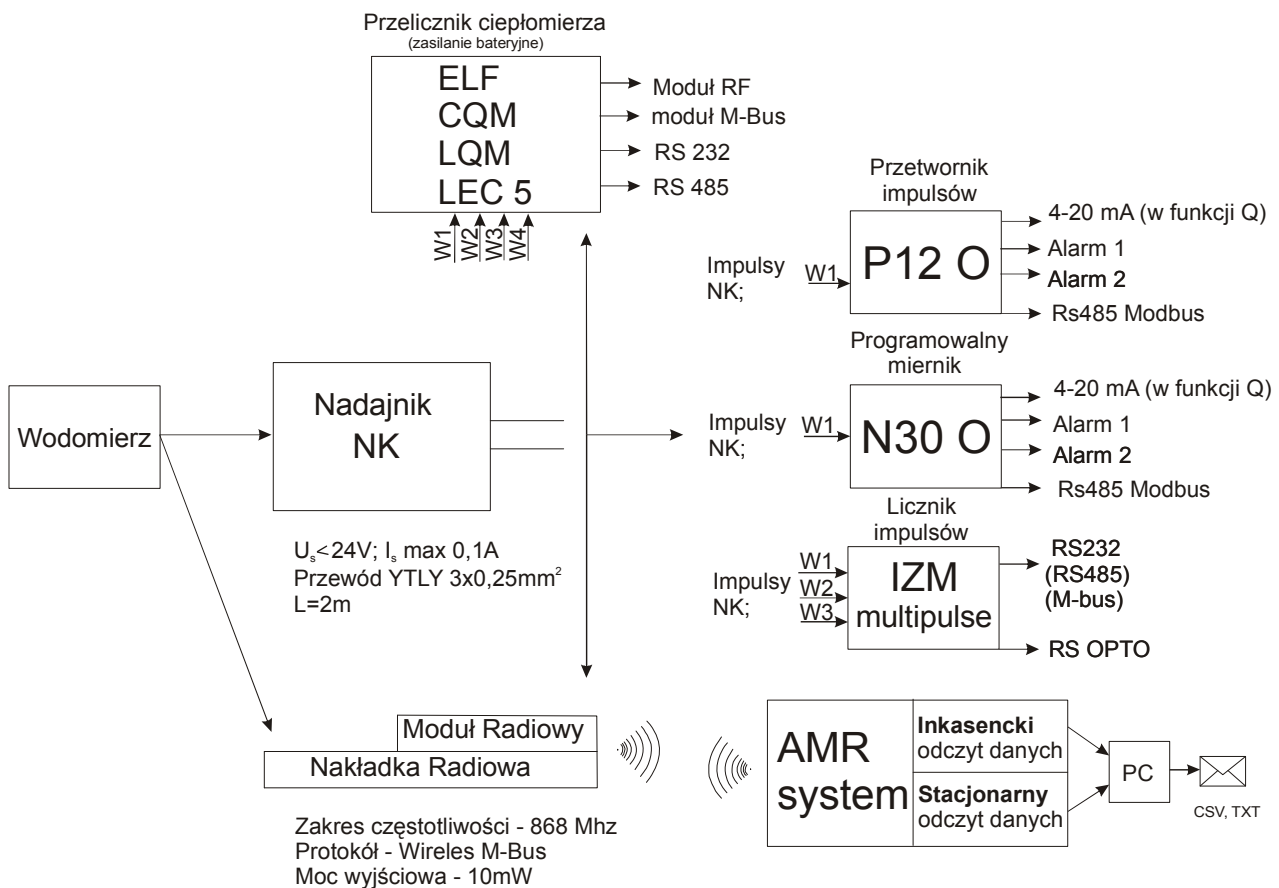 Przelicznik ciepłomierza
(zasilanie bateryjne)
ELF
CQM
LQM
LEC 5
Moduł RF
moduł M-Bus
RS 232
RS 485
W1
W2
W3
W4
Przetwornik
impulsów
Impulsy
NK;
W1
P12 O
4-20 mA (w funkcji Q)
Alarm 1
Alarm 2
Rs485 Modbus
Programowalny
miernik
Impulsy
NK;
W1
N30 O
4-20 mA (w funkcji Q)
Alarm 1
Alarm 2
Rs485 Modbus
Wodomierz
Nadajnik
NK
Us<24V; Is max 0,1A
Przewód YTLY 3x0,25mm²
L=2m
Licznik
impulsów
Impulsy
NK;
W1
W2
W3
IZM
multipulse
RS232
(RS485)
(M-bus)
RS OPTO
Moduł Radiowy
Nakładka Radiowa
Zakres częstotliwości - 868 Mhz
Protokół - Wireles M-Bus
Moc wyjściowa - 10mW
AMR
system
Inkasencki
odczyt danych
Stacjonarny
odczyt danych
PC
CSV, TXT